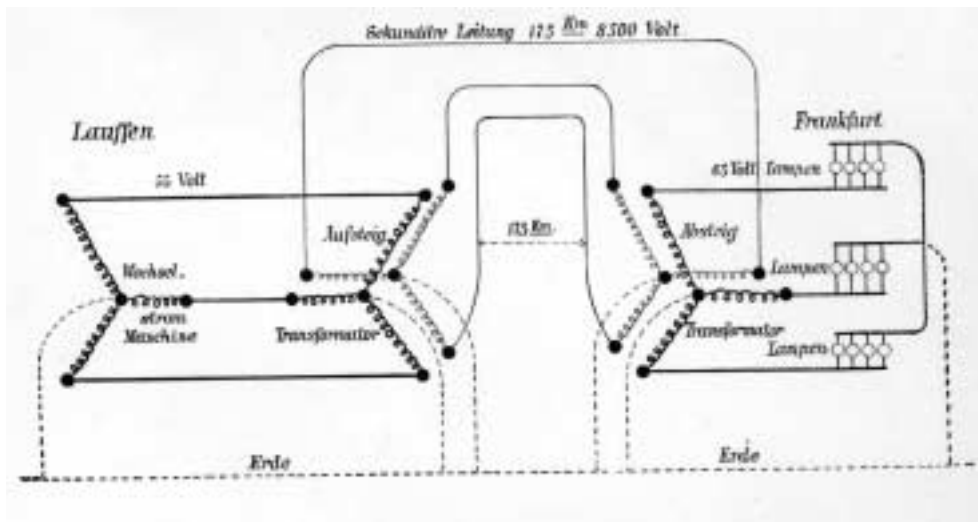 Sekundäre Leitung 175 Km 8500 Volt
Lauffen
Frankfurt
55 Volt
65 Volt Lampen
Aufsteig
Absteig
175 Km.
Wechsel-
strom
Maschine
Transformator
Lampen
Transformator
Lampen
Erde
Erde